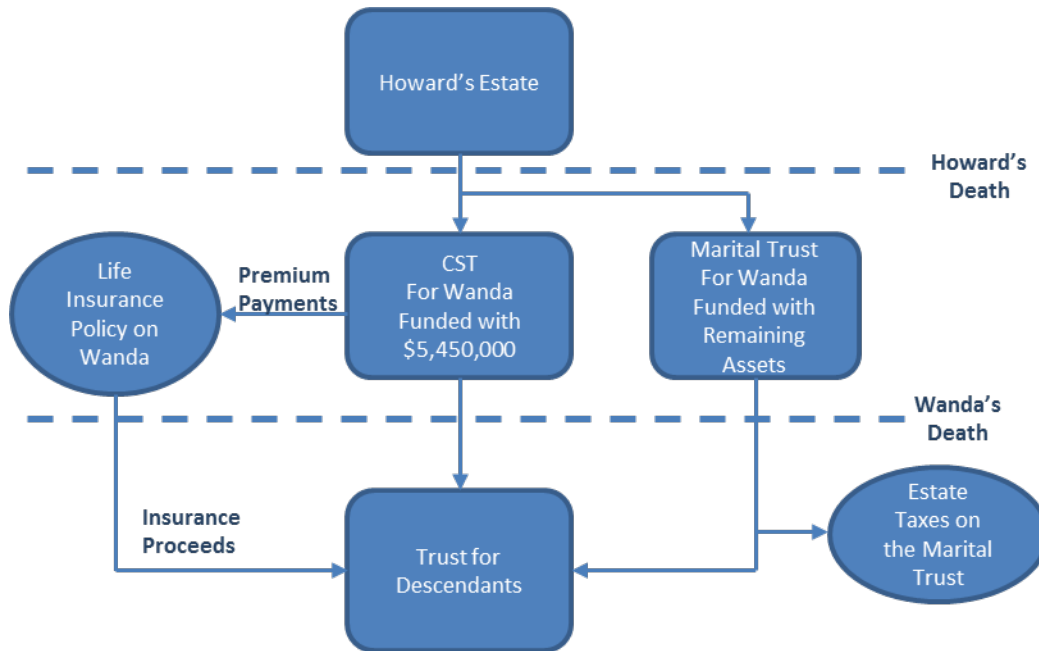 Howard’s Estate
Howard’s
Death
Life
Insurance
Policy on
Wanda
Premium
Payments
CST
For Wanda
Funded with
$5,450,000
Marital Trust
For Wanda
Funded with
Remaining
Assets
Wanda’s
Death
Insurance
Proceeds
Trust for
Descendants
Estate
Taxes on
the Marital
Trust